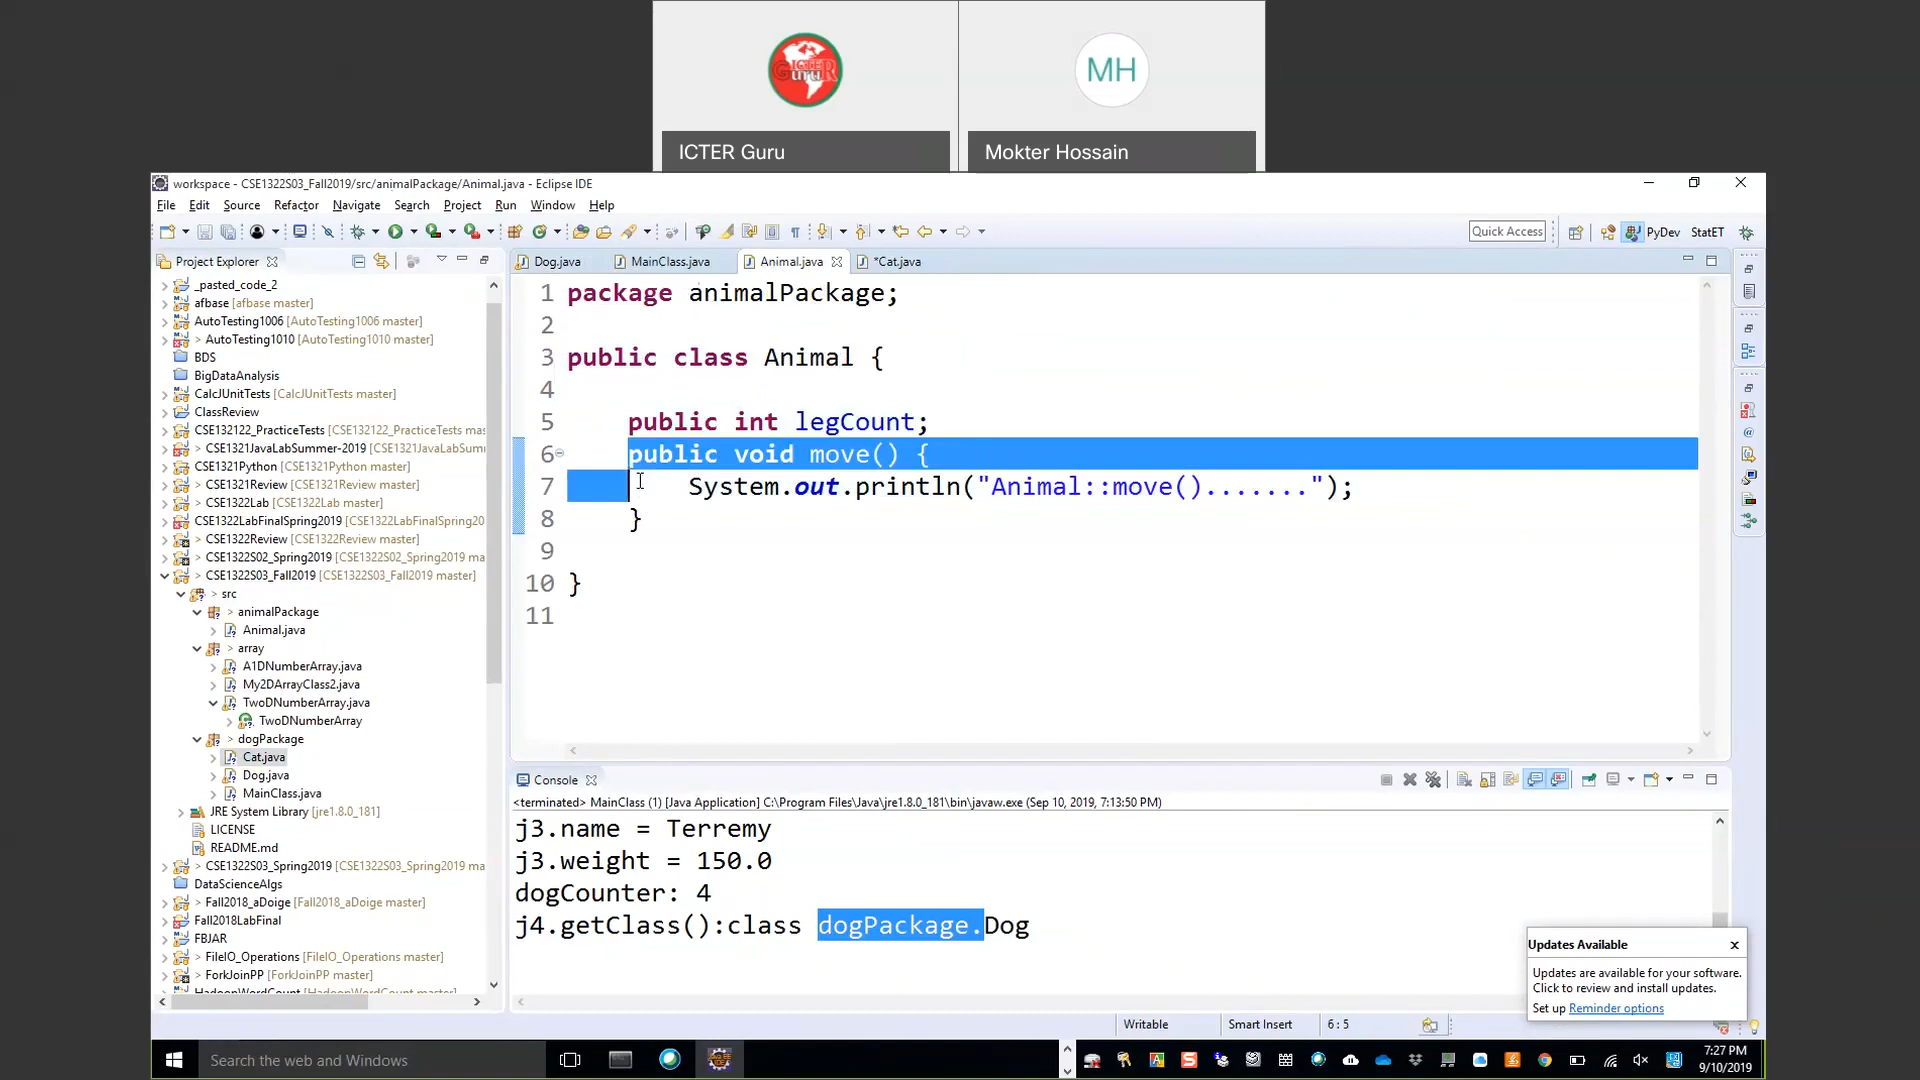 MH
ICTER Guru
Mokter Hossain
workspace - CSE1322S03_Fall2019/src/animalPackage/Animal.java - Eclipse IDE
File Edit Source Refactor Navigate Search Project Run Window Help
Quick Access
PyDev
StatET
Project Explorer
_pasted_code_2
afbase [afbase master]
AutoTesting1006 [AutoTesting1006 master]
> AutoTesting1010 [AutoTesting1010 master]
BDS
BigDataAnalysis
CalcJUnitTests [CalcJUnitTests master]
ClassReview
CSE132122_PracticeTests [CSE132122_PracticeTests me
> CSE1321JavaLabSummer-2019 [CSE1321JavaLabSumm
CSE1321Python [CSE1321Python master]
> CSE1321Review [CSE1321Review master]
> CSE1322Lab [CSE1322Lab master]
CSE1322LabFinalSpring2019 [CSE1322LabFinalSpring20
> CSE1322Review [CSE1322Review master]
> CSE1322S02_Spring2019 [CSE1322S02_Spring2019 ma
> CSE1322S03_Fall2019 [CSE1322S03_Fall2019 master]
> src
> animalPackage
Animal.java
array
A1DNumberArray.java
My2DArrayClass2.java
TwoDNumberArray.java
TwoDNumberArray
> dogPackage
Cat.java
Dog.java
MainClass.java
JRE System Library [jre1.8.0_181]
LICENSE
README.md
> CSE1322S03_Spring2019 [CSE1322S03_Spring2019 ma
DataScienceAlgs
> Fall2018_aDoige [Fall2018_aDoige master]
Fall2018LabFinal
FBJAR
> FileIO_Operations [FileIO_Operations master]
> ForkJoinPP [ForkJoinPP master]
Dog.java
MainClass.java
Animal.java
*Cat.java
1 package animalPackage;
2
3 public class Animal {
4
5 public int legCount;
6 public void move() {
7 System.out.println("Animal::move().......");
8 }
9
10 }
11
Console
<terminated> MainClass (1) [Java Application] C:\Program Files\Java\jre1.8.0_181\bin\javaw.exe (Sep 10, 2019, 7:13:50 PM)
j3.name = Terremy
j3.weight = 150.0
dogCounter: 4
j4.getClass():class dogPackage.Dog
Updates Available
Updates are available for your software.
Click to review and install updates.
Set up Reminder options
Writable
Smart Insert
6 : 5
Search the web and Windows
7:27 PM
9/10/2019